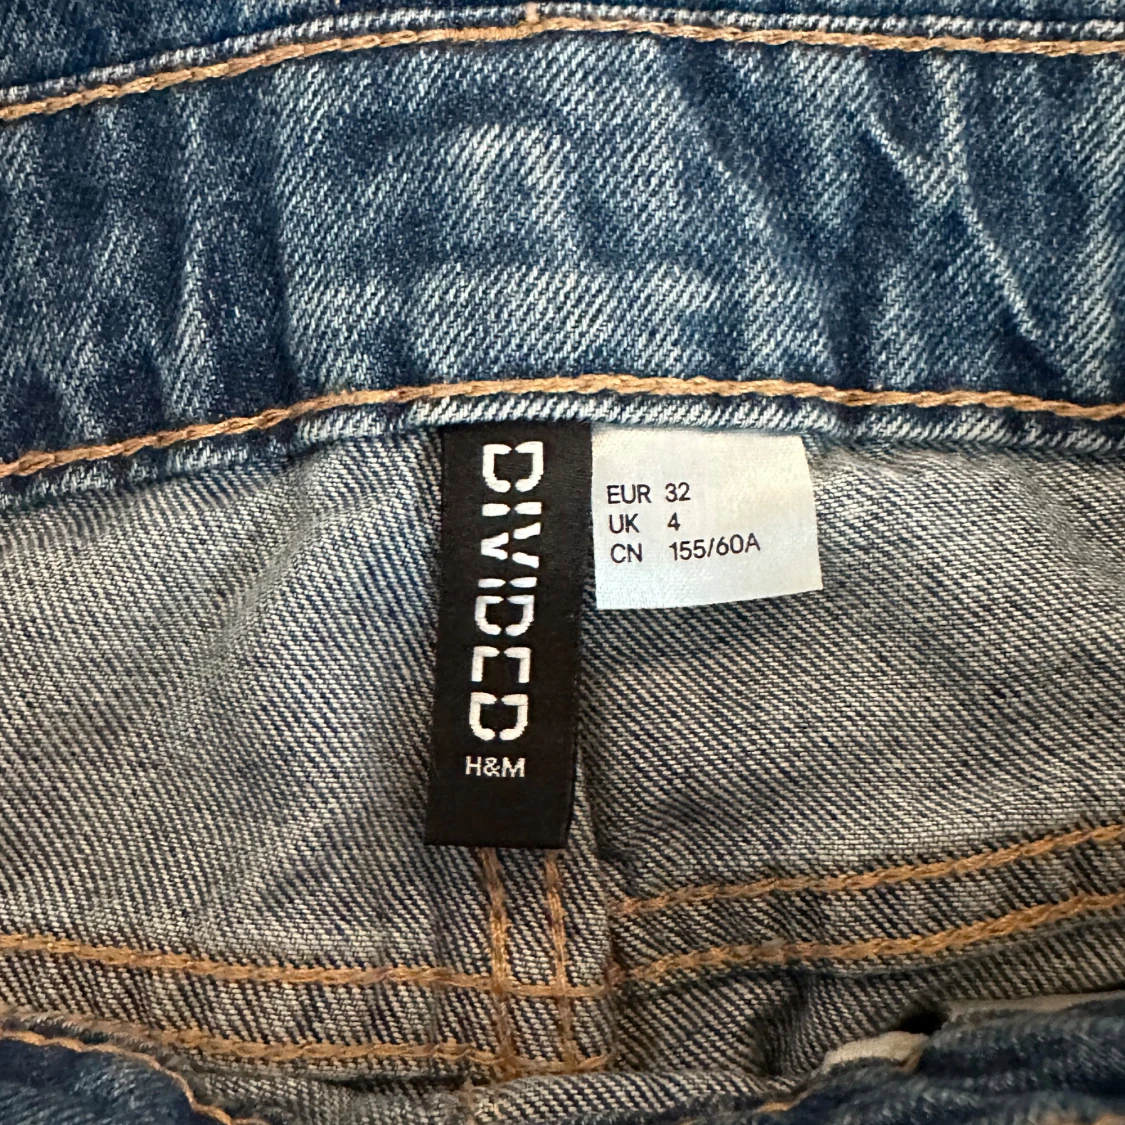 DIVIDED
H&M
EUR 32
UK 4
CN 155/60A